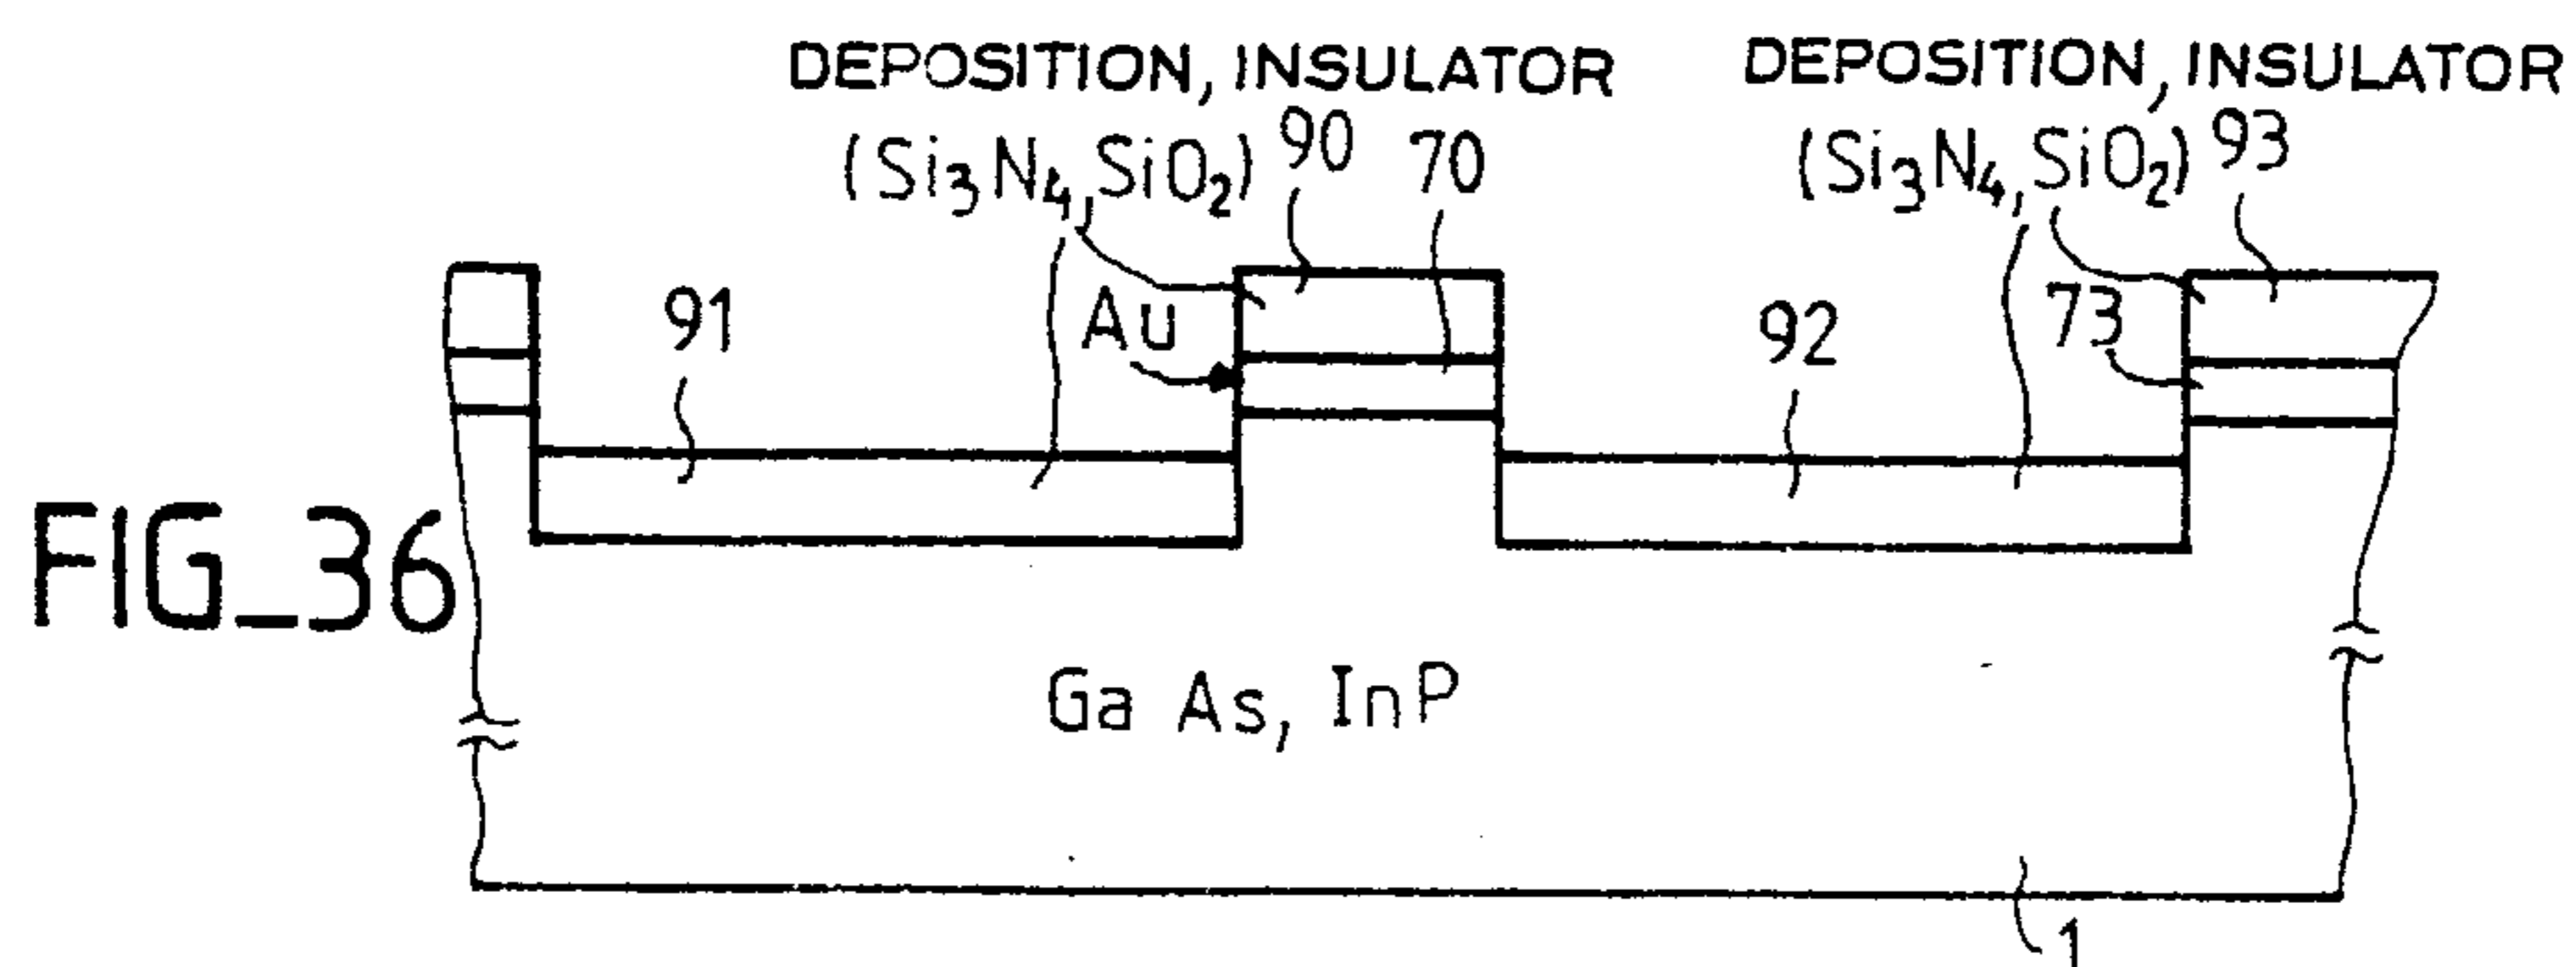 DEPOSITION, INSULATOR
(Si₃N₄, SiO₂) 90 70
DEPOSITION, INSULATOR
(Si₃N₄, SiO₂) 93
91
Au
92
73
FIG_36
Ga As, InP
1